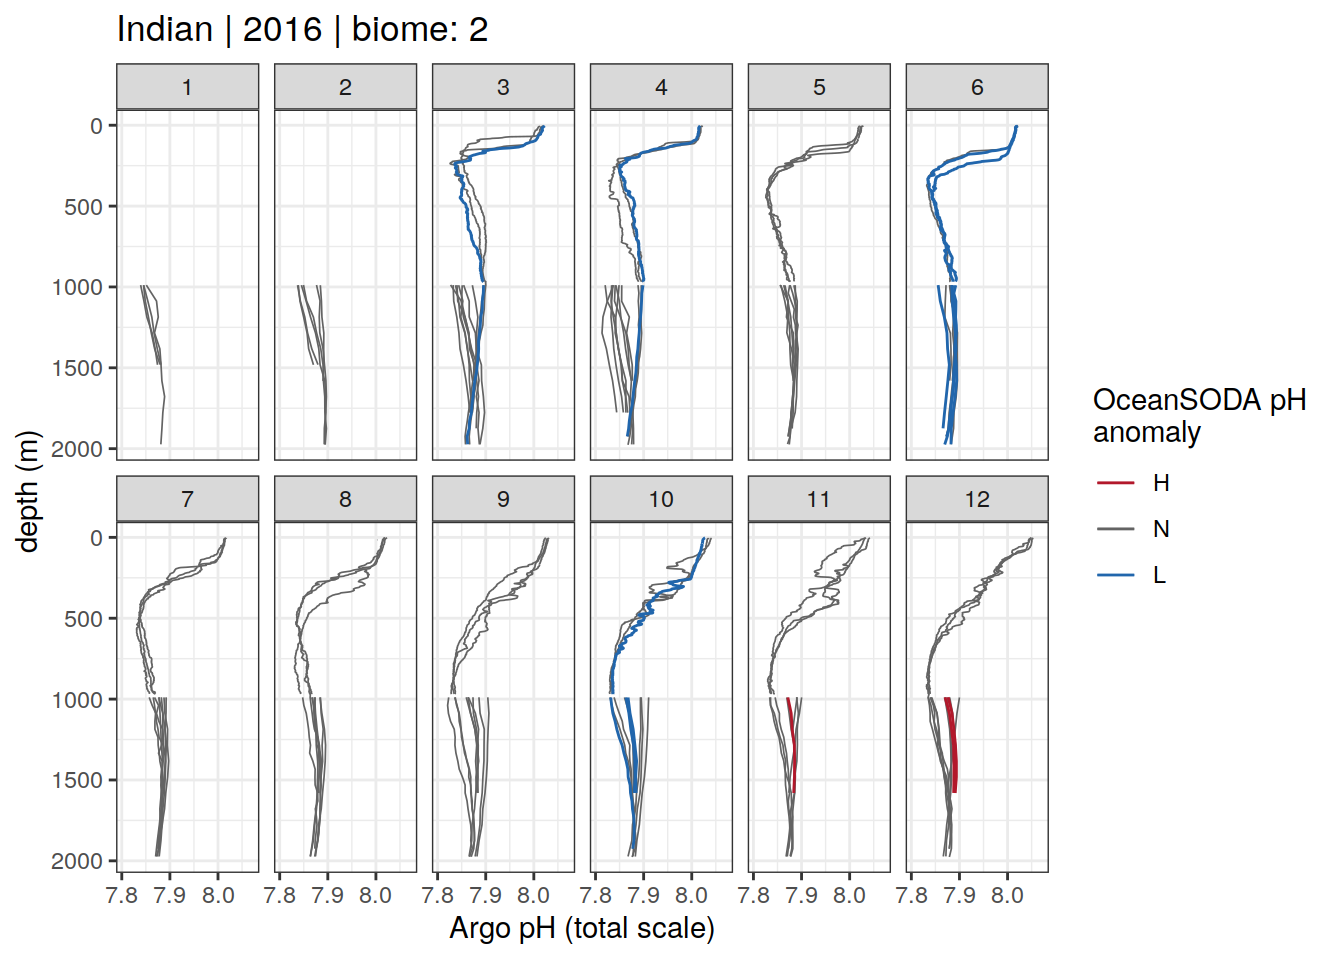 Indian | 2016 | biome: 2
1 2 3 4 5 6
0
500
1000
1500
2000
7 8 9 10 11 12
0
500
1000
1500
2000
7.8 7.9 8.0 7.8 7.9 8.0 7.8 7.9 8.0 7.8 7.9 8.0 7.8 7.9 8.0 7.8 7.9 8.0
depth (m)
Argo pH (total scale)
OceanSODA pH
anomaly
H
N
L